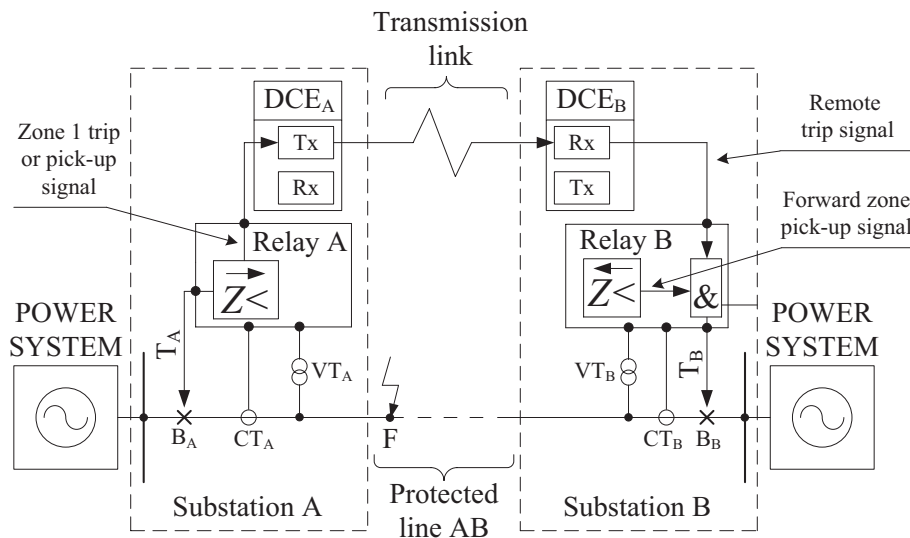 Transmission
link
DCE_A
Tx
Rx
Zone 1 trip
or pick-up
signal
Relay A
Z<
T_A
VT_A
POWER
SYSTEM
B_A
CT_A
F
Substation A
Protected
line AB
DCE_B
Rx
Tx
Remote
trip signal
Forward zone
pick-up signal
Relay B
Z<
&
VT_B
T_B
CT_B
B_B
POWER
SYSTEM
Substation B